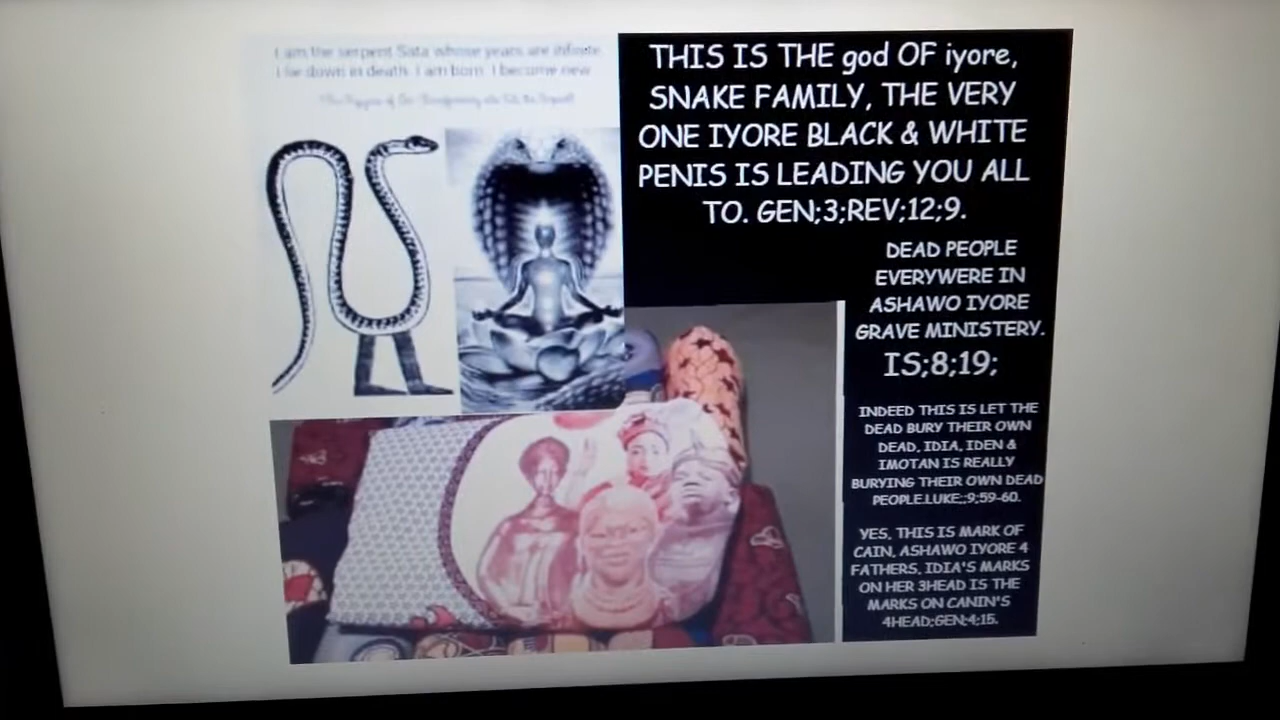 I am the serpent Sata whose years are infinite.
I lie down in death. I am born. I become new
THIS IS THE god OF iyore,
SNAKE FAMILY, THE VERY
ONE IYORE BLACK & WHITE
PENIS IS LEADING YOU ALL
TO. GEN;3;REV;12;9.
DEAD PEOPLE
EVERYWERE IN
ASHAWO IYORE
GRAVE MINISTERY.
IS;8;19;
INDEED THIS IS LET THE
DEAD BURY THEIR OWN
DEAD, IDIA, IDEN &
IMOTAN IS REALLY
BURYING THEIR OWN DEAD
PEOPLE.LUKE;;9;59-60.
YES, THIS IS MARK OF
CAIN, ASHAWO IYORE 4
FATHERS, IDIA'S MARKS
ON HER 3HEAD IS THE
MARKS ON CANIN'S
4HEAD;GEN;4;15.